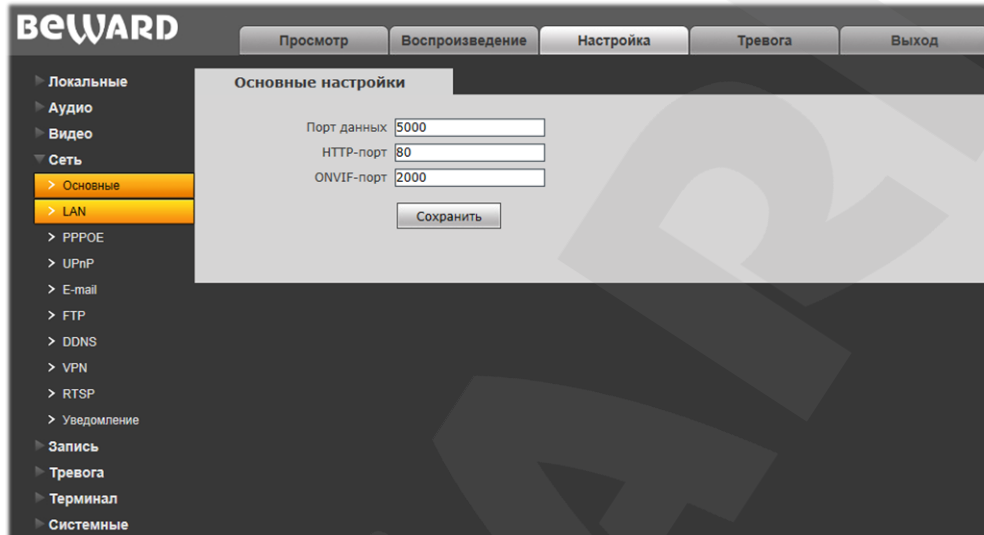 BEWARD
Просмотр
Воспроизведение
Настройка
Тревога
Выход
Локальные
Аудио
Видео
Сеть
Основные
LAN
PPPOE
UPnP
E-mail
FTP
DDNS
VPN
RTSP
Уведомление
Запись
Тревога
Терминал
Системные
Основные настройки
Порт данных 5000
HTTP-порт 80
ONVIF-порт 2000
Сохранить